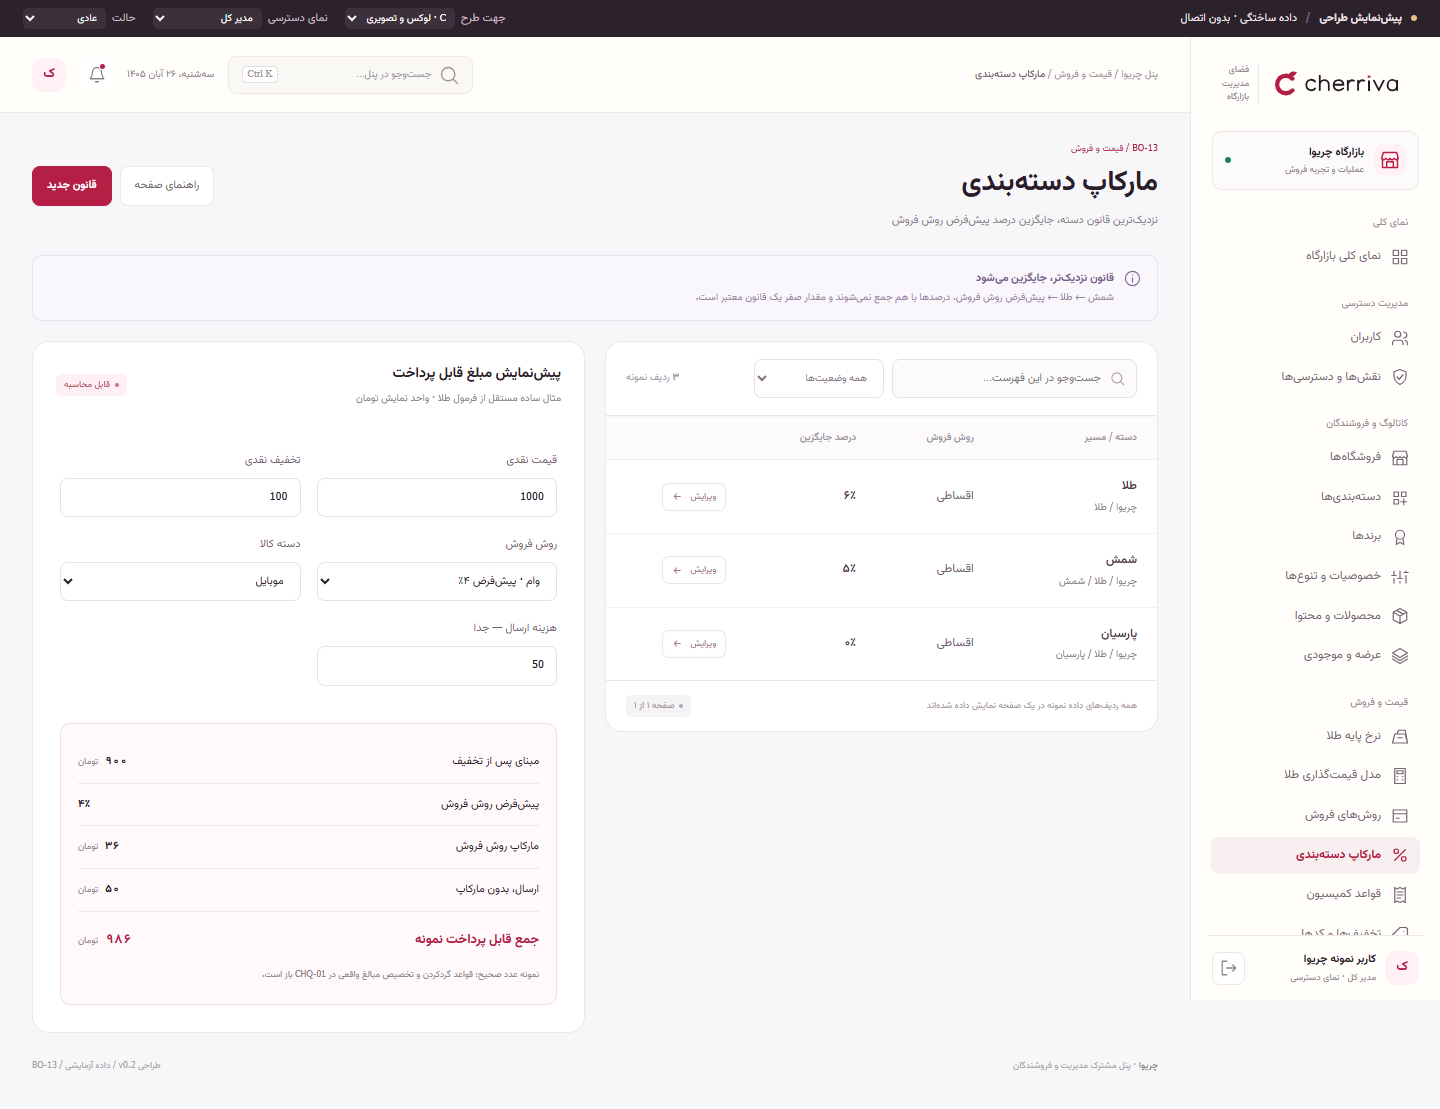 پیش‌نمایش طراحی / داده ساختگی · بدون اتصال
جهت طرح
C · لوکس و تصویری
نمای دسترسی
مدیر کل
حالت
عادی
cherriva
فضای
مدیریت
بازارگاه
پنل چریوا / قیمت و فروش / مارکاپ دسته‌بندی
جست‌وجو در پنل...
Ctrl K
سه‌شنبه، ۲۶ آبان ۱۴۰۵
ک
بازارگاه چریوا
عملیات و تجربه فروش
نمای کلی
نمای کلی بازارگاه
مدیریت دسترسی
کاربران
نقش‌ها و دسترسی‌ها
کاتالوگ و فروشندگان
فروشگاه‌ها
دسته‌بندی‌ها
برندها
خصوصیات و تنوع‌ها
محصولات و محتوا
عرضه و موجودی
قیمت و فروش
نرخ پایه طلا
مدل قیمت‌گذاری طلا
روش‌های فروش
مارکاپ دسته‌بندی
قواعد کمیسیون
تخفیف‌ها و کدها
ک
کاربر نمونه چریوا
مدیر کل · نمای دسترسی
BO-13 / قیمت و فروش
مارکاپ دسته‌بندی
نزدیک‌ترین قانون دسته، جایگزین درصد پیش‌فرض روش فروش
راهنمای صفحه
قانون جدید
قانون نزدیک‌تر، جایگزین می‌شود
شمش ← طلا ← پیش‌فرض روش فروش. درصدها با هم جمع نمی‌شوند و مقدار صفر یک قانون معتبر است.
جست‌وجو در این فهرست...
همه وضعیت‌ها
۳ ردیف نمونه
دسته / مسیر
روش فروش
درصد جایگزین
طلا
چریوا / طلا
اقساطی
۶٪
ویرایش ←
شمش
چریوا / طلا / شمش
اقساطی
۵٪
ویرایش ←
پارسیان
چریوا / طلا / پارسیان
اقساطی
۰٪
ویرایش ←
همه ردیف‌های داده نمونه در یک صفحه نمایش داده شده‌اند
صفحه ۱ از ۱
پیش‌نمایش مبلغ قابل پرداخت
مثال ساده مستقل از فرمول طلا · واحد نمایش تومان
قابل محاسبه
قیمت نقدی
1000
تخفیف نقدی
100
روش فروش
وام · پیش‌فرض ۴٪
دسته کالا
موبایل
هزینه ارسال — جدا
50
مبنای پس از تخفیف
۹۰۰ تومان
پیش‌فرض روش فروش
۴٪
مارکاپ روش فروش
۳۶ تومان
ارسال، بدون مارکاپ
۵۰ تومان
جمع قابل پرداخت نمونه
۹۸۶ تومان
نمونه عدد صحیح؛ قواعد گردکردن و تخصیص مبالغ واقعی در CHQ-01 باز است.
چریوا · پنل مشترک مدیریت و فروشندگان
طراحی v0.2 / داده آزمایشی / BO-13